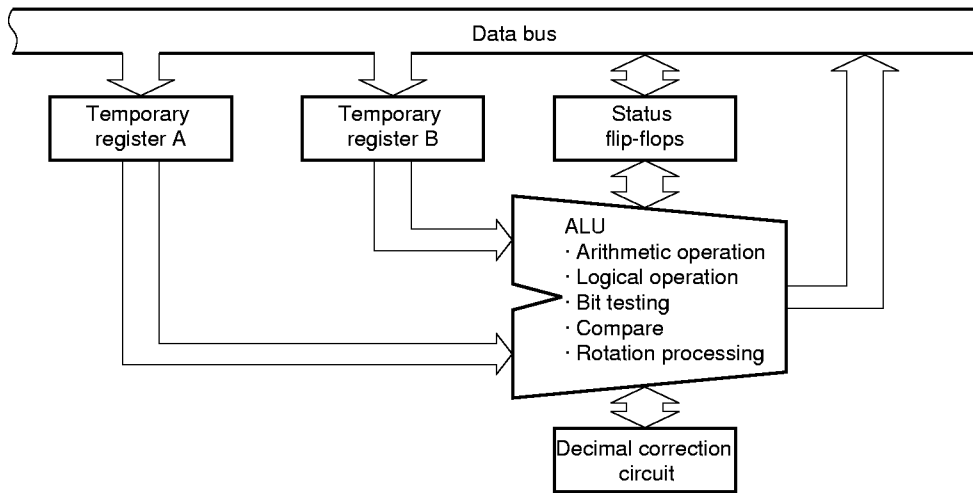 Data bus
Temporary
register A
Temporary
register B
Status
flip-flops
ALU
· Arithmetic operation
· Logical operation
· Bit testing
· Compare
· Rotation processing
Decimal correction
circuit